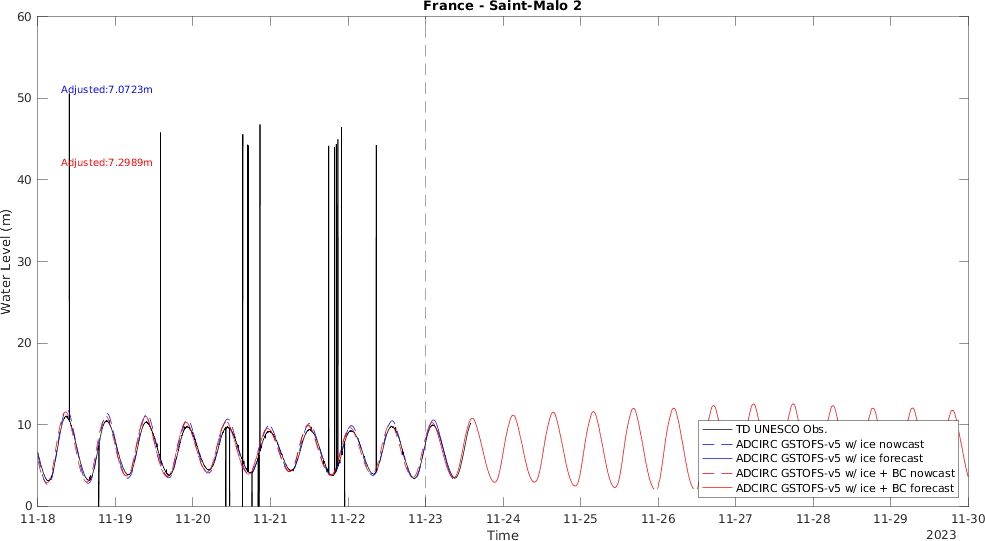 France - Saint-Malo 2
60
50
40
30
20
10
0
Water Level (m)
Adjusted:7.0723m
Adjusted:7.2989m
TD UNESCO Obs.
ADCIRC GSTOFS-v5 w/ ice nowcast
ADCIRC GSTOFS-v5 w/ ice forecast
ADCIRC GSTOFS-v5 w/ ice + BC nowcast
ADCIRC GSTOFS-v5 w/ ice + BC forecast
11-18 11-19 11-20 11-21 11-22 11-23 11-24 11-25 11-26 11-27 11-28 11-29 11-30
Time
2023